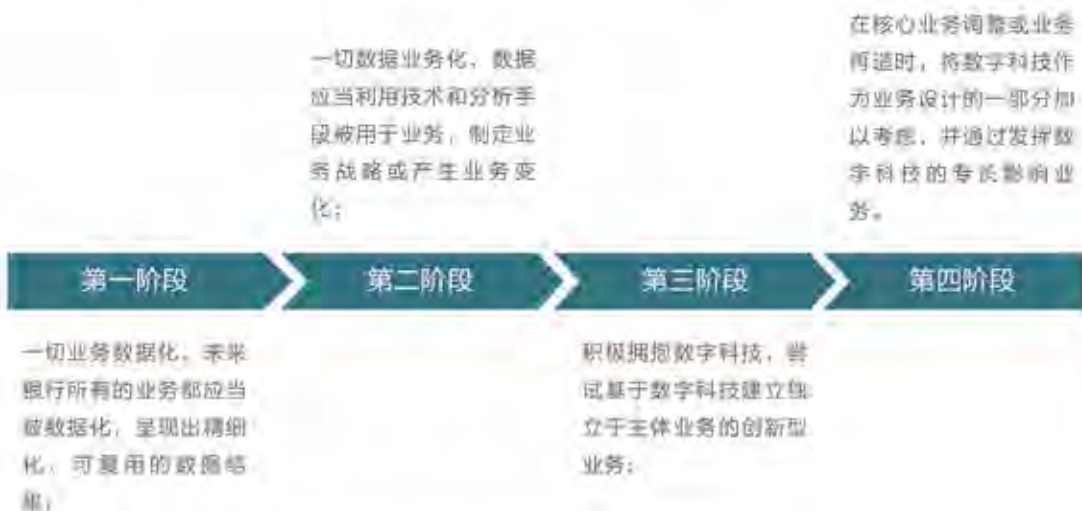 一切数据业务化，数据
应当利用技术和分析手
段被用于业务，制定业
务战略或产生业务变
化；
在核心业务调整或业务
再造时，将数字科技作
为业务设计的一部分加
以考虑，并通过发挥数
字科技的专长影响业
务。
第一阶段
第二阶段
第三阶段
第四阶段
一切业务数据化，未来
银行所有的业务都应当
被数据化，呈现出精细
化、可复用的数据结
果；
积极拥抱数字科技，尝
试基于数字科技建立独
立于主体业务的创新型
业务；